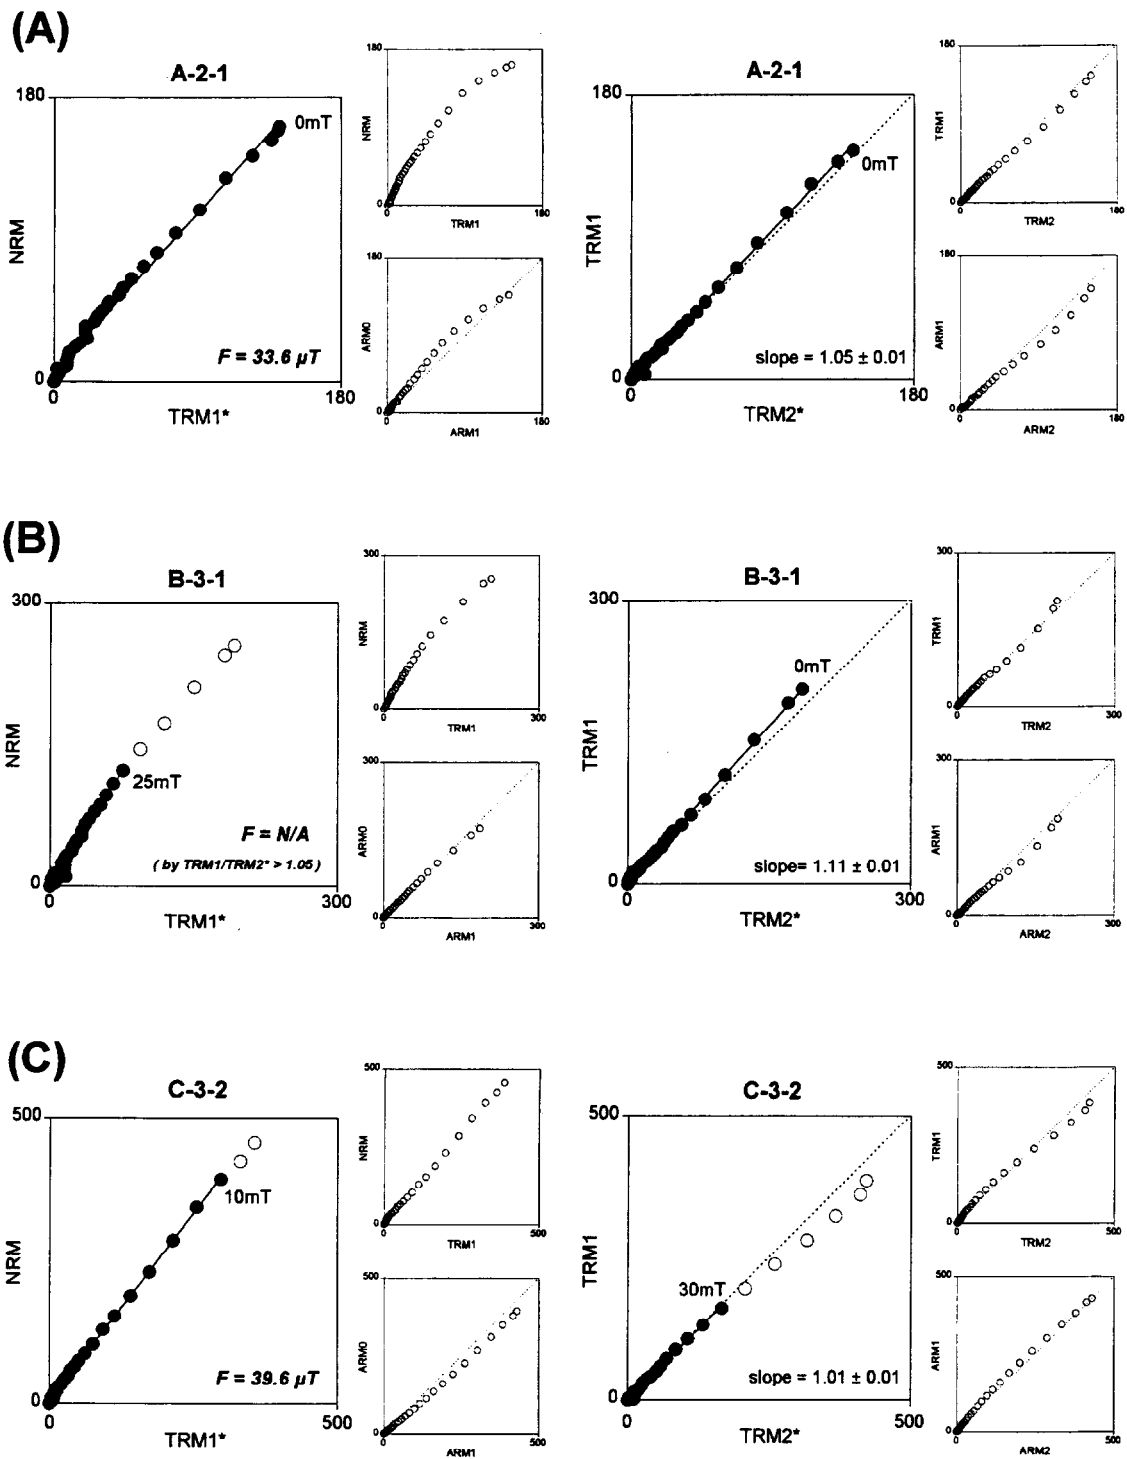 (A)
A-2-1
180
NRM
0mT
F = 33.6 µT
0
0
180
TRM1*
180
NRM
0
0
180
TRM1
180
ARM0
0
0
180
ARM1
A-2-1
180
TRM1
0mT
slope = 1.05 ± 0.01
0
0
180
TRM2*
180
TRM1
0
0
180
TRM2
180
ARM1
0
0
180
ARM2
(B)
B-3-1
300
NRM
25mT
F = N/A
( by TRM1/TRM2* > 1.05 )
0
0
300
TRM1*
300
NRM
0
0
300
TRM1
300
ARM0
0
0
300
ARM1
B-3-1
300
TRM1
0mT
slope= 1.11 ± 0.01
0
0
300
TRM2*
300
TRM1
0
0
300
TRM2
300
ARM1
0
0
300
ARM2
(C)
C-3-2
500
NRM
10mT
F = 39.6 µT
0
0
500
TRM1*
500
NRM
0
0
500
TRM1
500
ARM0
0
0
500
ARM1
C-3-2
500
TRM1
30mT
slope = 1.01 ± 0.01
0
0
500
TRM2*
500
TRM1
0
0
500
TRM2
500
ARM1
0
0
500
ARM2